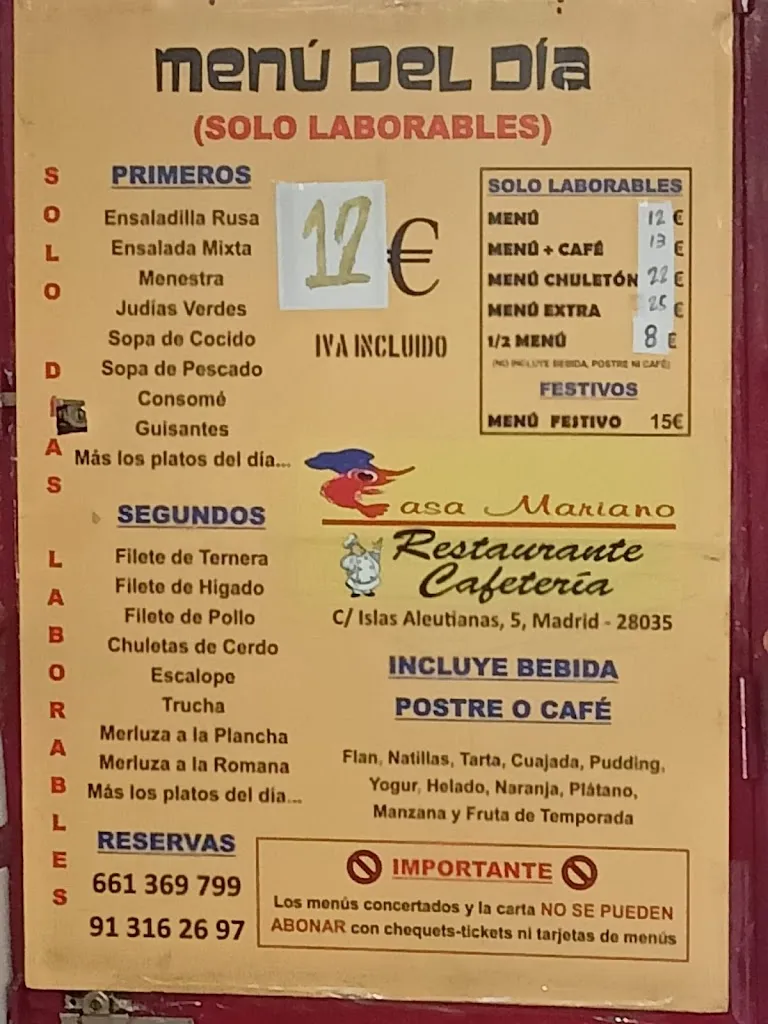 MENÚ DEL DÍA
(SOLO LABORABLES)
SOLO DÍAS LABORABLES
PRIMEROS
Ensaladilla Rusa
Ensalada Mixta
Menestra
Judías Verdes
Sopa de Cocido
Sopa de Pescado
Consomé
Guisantes
Más los platos del día...
12 €
IVA INCLUIDO
SOLO LABORABLES
MENÚ 12 €
MENÚ + CAFÉ 13 €
MENÚ CHULETÓN 22 €
MENÚ EXTRA 25 €
1/2 MENÚ 8 €
(NO INCLUYE BEBIDA, POSTRE NI CAFÉ)
FESTIVOS
MENÚ FESTIVO 15€
SEGUNDOS
Filete de Ternera
Filete de Higado
Filete de Pollo
Chuletas de Cerdo
Escalope
Trucha
Merluza a la Plancha
Merluza a la Romana
Más los platos del día...
Casa Mariano
Restaurante
Cafetería
C/ Islas Aleutianas, 5, Madrid - 28035
INCLUYE BEBIDA
POSTRE O CAFÉ
Flan, Natillas, Tarta, Cuajada, Pudding,
Yogur, Helado, Naranja, Plátano,
Manzana y Fruta de Temporada
RESERVAS
661 369 799
91 316 26 97
IMPORTANTE
Los menús concertados y la carta NO SE PUEDEN
ABONAR con chequets-tickets ni tarjetas de menús